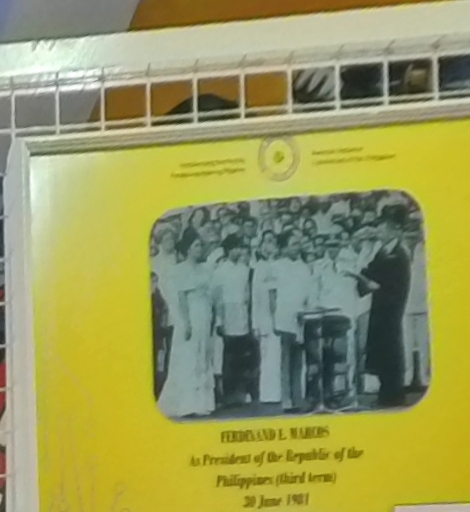 FERDINAND E. MARCOS
As President of the Republic of the
Philippines (third term)
30 June 1981